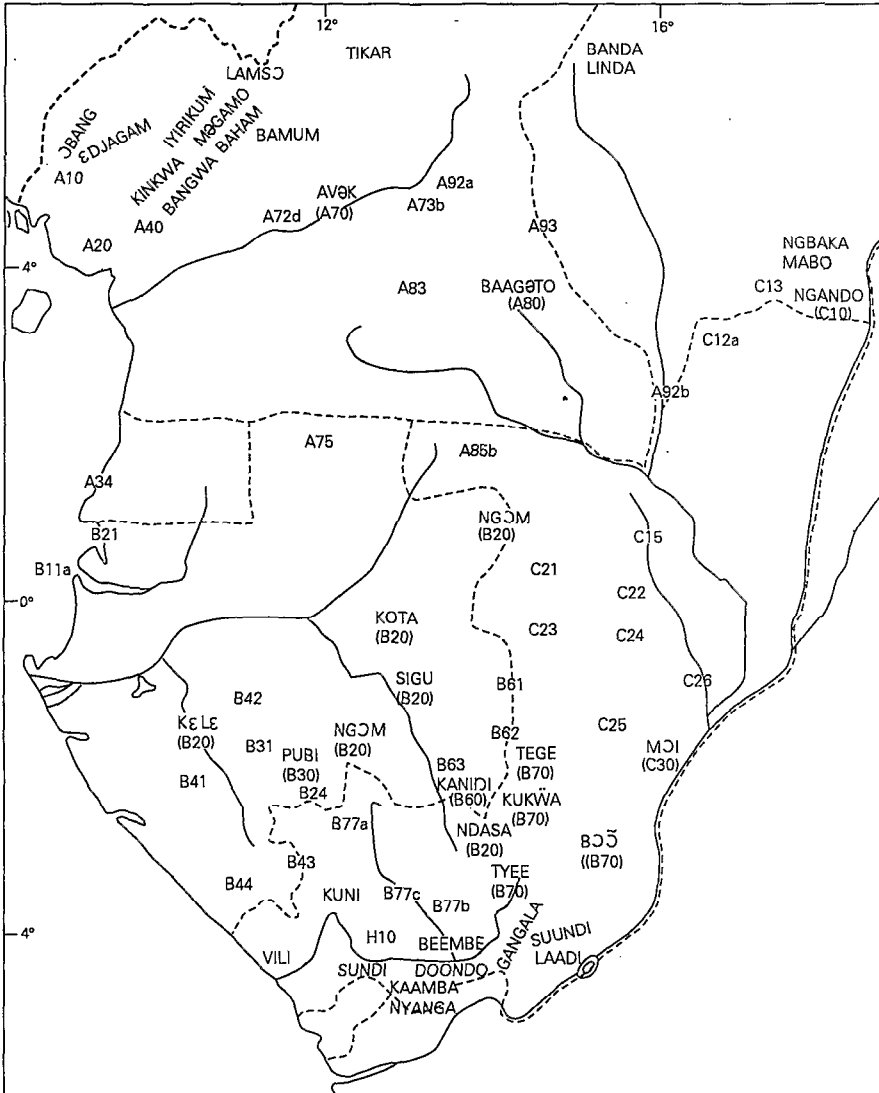 12°
16°
TIKAR
BANDA
LINDA
LAMSƆ
ƆBANG
ƐDJAGAM
IYIRIKUM
MƏGAMO
KINKWA
BAHAM
BANGWA
BAMUM
A10
AVƏK
(A70)
A92a
A73b
A72d
A40
A20
A93
4°
NGBAKA
MABO
A83
BAAGƏTO
(A80)
C13
NGANDO
(C10)
C12a
A92b
A75
A85b
A34
B21
NGƆM
(B20)
C15
B11a
C21
C22
0°
KOTA
(B20)
C23
C24
SIGU
(B20)
B61
C26
B42
KƐLƐ
(B20)
NGƆM
(B20)
B62
C25
B31
PUBI
(B30)
MƆI
(C30)
TEGE
(B70)
B41
B63
B24
KANIŊI
(B60)
KUKẄA
(B70)
B77a
NDASA
(B20)
BƆƆ̃
((B70)
B43
TYEE
(B70)
B44
KUNI
B77c
B77b
4°
H10
BEEMBE
GANGALA
SUUNDI
LAADI
VILI
SUNDI
DOONDO
KAAMBA
NYANGA